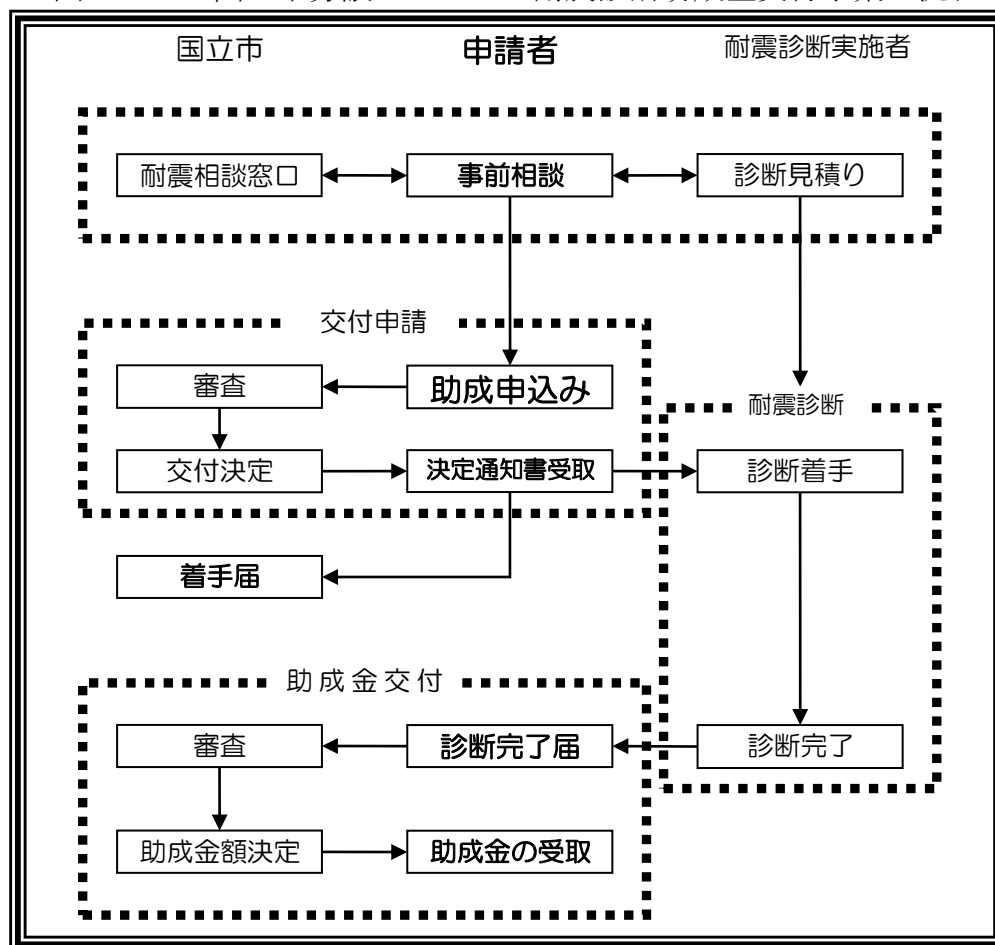 国立市 申請者 耐震診断実施者
耐震相談窓口 事前相談 診断見積り
交付申請
審査 助成申込み
耐震診断
交付決定 決定通知書受取 診断着手
着手届
助成金交付
審査 診断完了届 診断完了
助成金額決定 助成金の受取